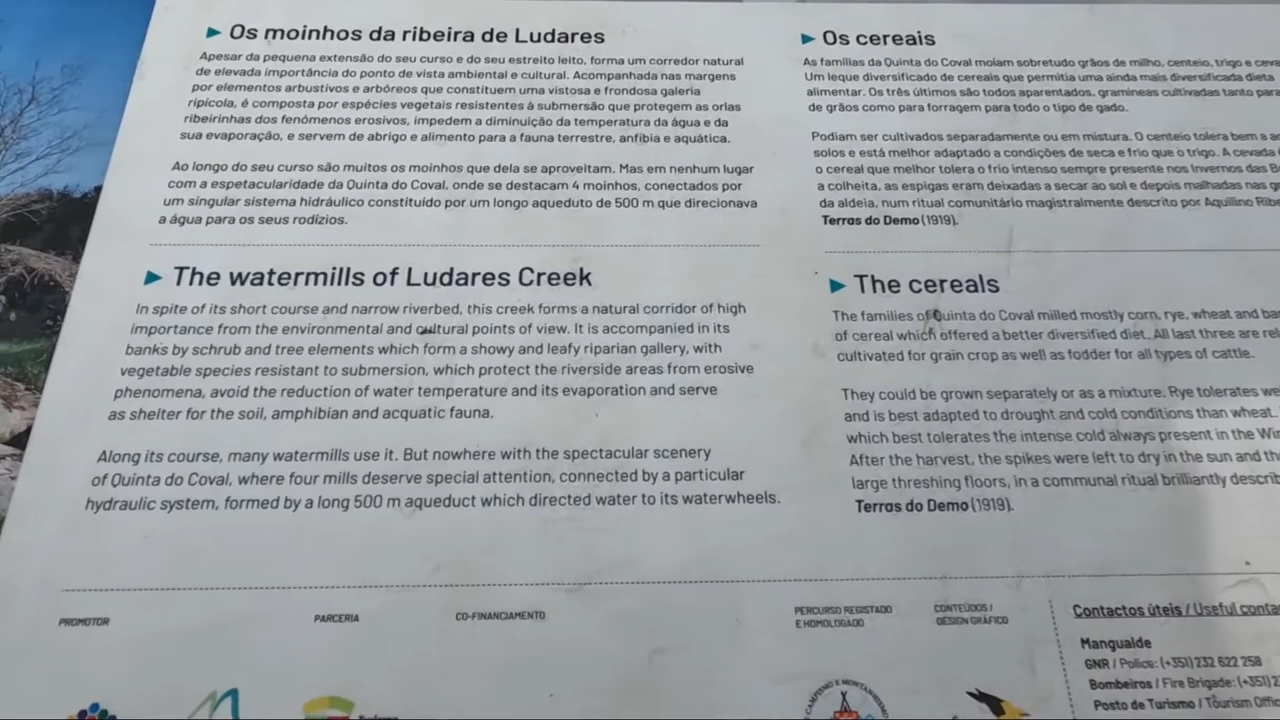 Os moinhos da ribeira de Ludares
Apesar da pequena extensão do seu curso e do seu estreito leito, forma um corredor natural
de elevada importância do ponto de vista ambiental e cultural. Acompanhada nas margens
por elementos arbustivos e arbóreos que constituem uma vistosa e frondosa galeria
ripícola, é composta por espécies vegetais resistentes à submersão que protegem as orlas
ribeirinhas dos fenómenos erosivos, impedem a diminuição da temperatura da água e da
sua evaporação, e servem de abrigo e alimento para a fauna terrestre, anfíbia e aquática.
Ao longo do seu curso são muitos os moinhos que dela se aproveitam. Mas em nenhum lugar
com a espetacularidade da Quinta do Coval, onde se destacam 4 moinhos, conectados por
um singular sistema hidráulico constituído por um longo aqueduto de 500 m que direcionava
a água para os seus rodízios.
The watermills of Ludares Creek
In spite of its short course and narrow riverbed, this creek forms a natural corridor of high
importance from the environmental and cultural points of view. It is accompanied in its
banks by schrub and tree elements which form a showy and leafy riparian gallery, with
vegetable species resistant to submersion, which protect the riverside areas from erosive
phenomena, avoid the reduction of water temperature and its evaporation and serve
as shelter for the soil, amphibian and acquatic fauna.
Along its course, many watermills use it. But nowhere with the spectacular scenery
of Quinta do Coval, where four mills deserve special attention, connected by a particular
hydraulic system, formed by a long 500 m aqueduct which directed water to its waterwheels.
Os cereais
As famílias da Quinta do Coval moíam sobretudo grãos de milho, centeio, trigo e
Um leque diversificado de cereais que permitia uma ainda mais diversificada dieta
alimentar. Os três últimos são todos aparentados, gramíneas cultivadas tanto para
de grãos como para forragem para todo o tipo de gado.
Podiam ser cultivados separadamente ou em mistura. O centeio tolera bem a
solos e está melhor adaptado a condições de seca e frio que o trigo. A cevada
o cereal que melhor tolera o frio intenso sempre presente nos Invernos das
a colheita, as espigas eram deixadas a secar ao sol e depois malhadas nas
da aldeia, num ritual comunitário magistralmente descrito por Aquilino
Terras do Demo (1919).
The cereals
The families of Quinta do Coval milled mostly corn, rye, wheat and
of cereal which offered a better diversified diet. All last three are
cultivated for grain crop as well as fodder for all types of cattle.
They could be grown separately or as a mixture. Rye tolerates
and is best adapted to drought and cold conditions than wheat.
which best tolerates the intense cold always present in the
After the harvest, the spikes were left to dry in the sun and
large threshing floors, in a communal ritual brilliantly
Terras do Demo (1919).
PROMOTOR
PARCERIA
CO-FINANCIAMENTO
PERCURSO REGISTADO
E HOMOLOGADO
CONTEÚDOS /
DESIGN GRÁFICO
Contactos úteis / Useful
Mangualde
GNR / Police: (+351) 232 622 258
Bombeiros / Fire Brigade: (+351)
Posto de Turismo / Tourism